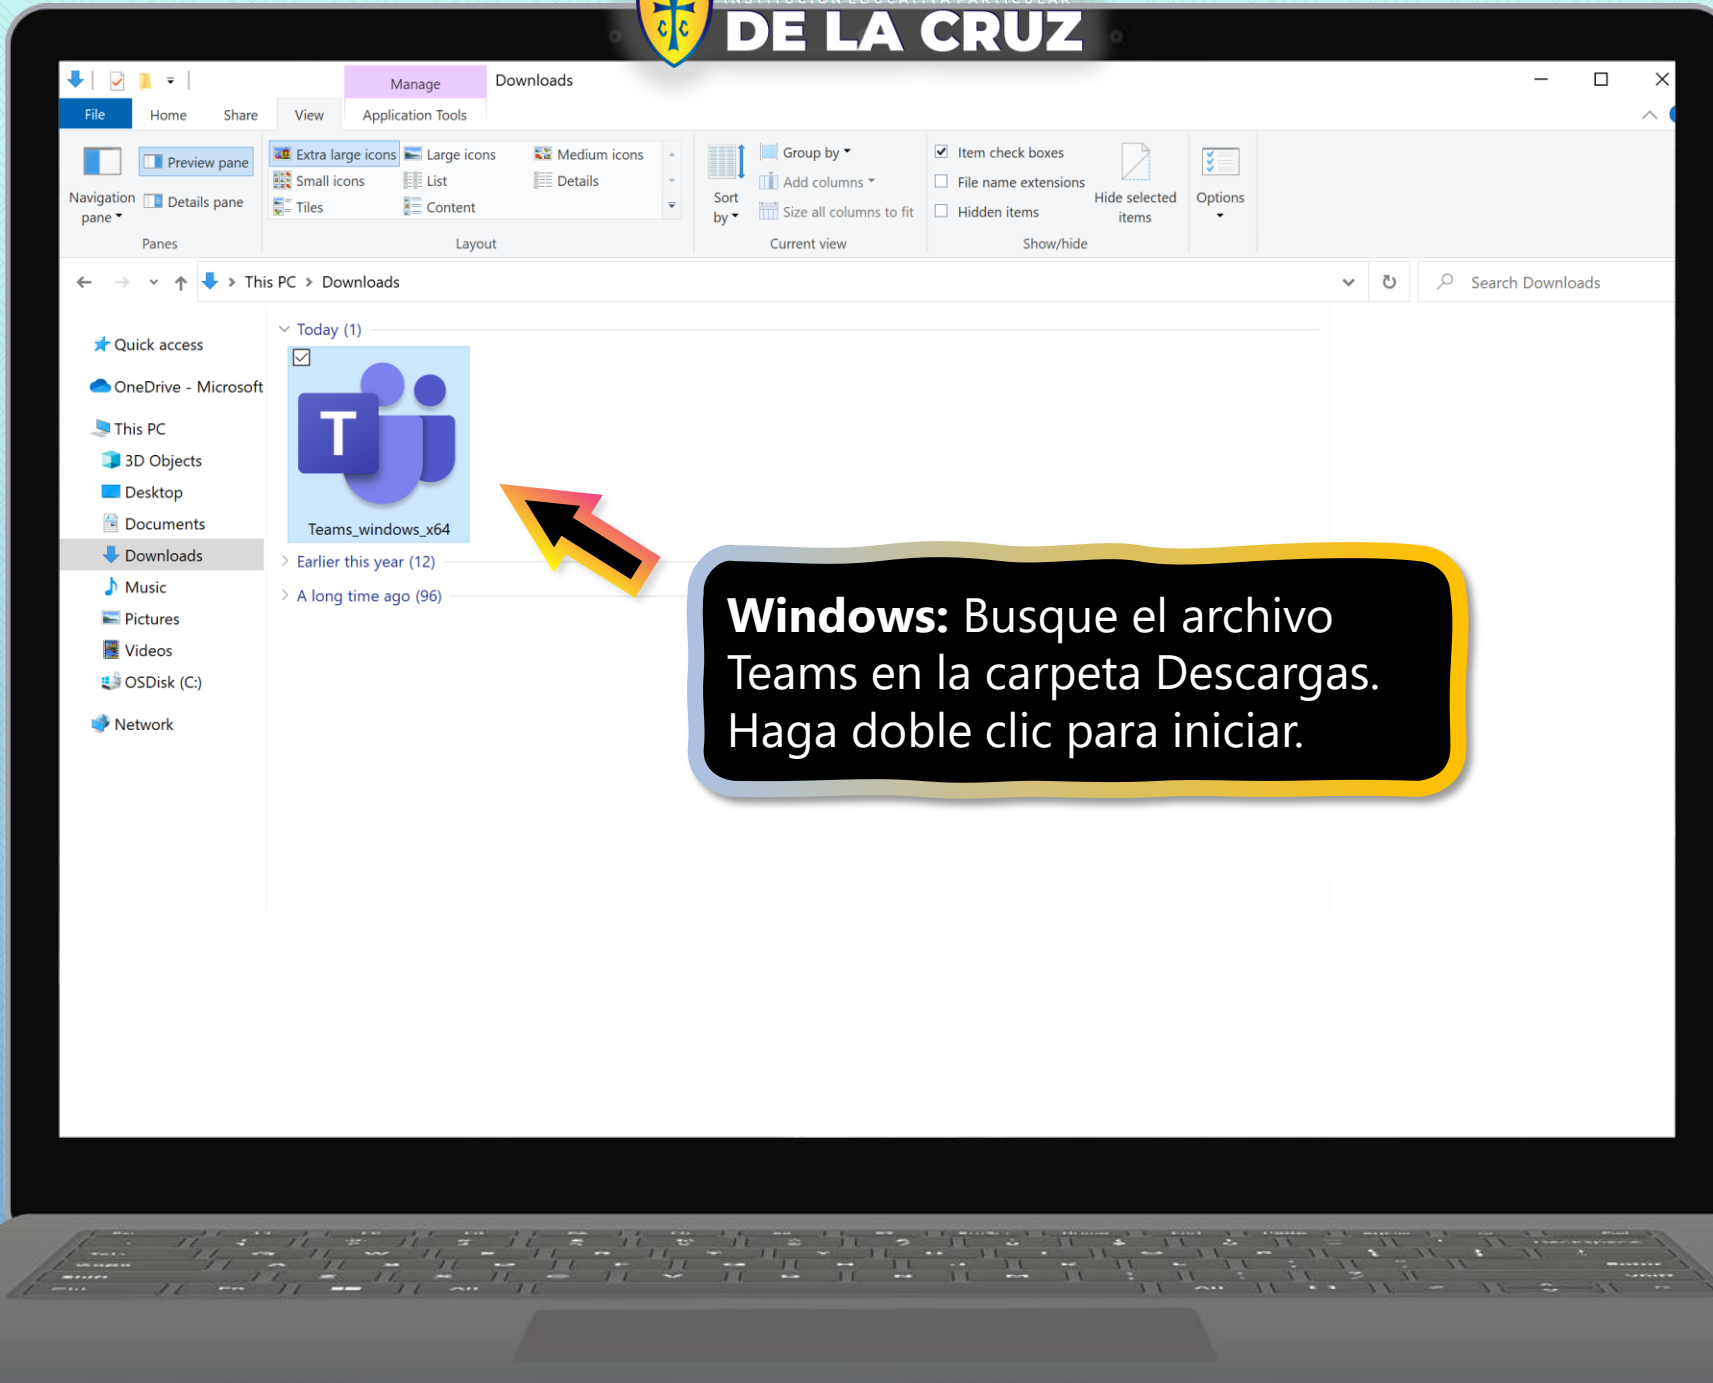 INSTITUCIÓN EDUCATIVA PARTICULAR
DE LA CRUZ
Manage
Downloads
File
Home
Share
View
Application Tools
Preview pane
Navigation
pane
Details pane
Panes
Extra large icons
Large icons
Medium icons
Small icons
List
Details
Tiles
Content
Layout
Sort
by
Group by
Add columns
Size all columns to fit
Current view
Item check boxes
File name extensions
Hidden items
Hide selected
items
Show/hide
Options
This PC > Downloads
Search Downloads
Quick access
OneDrive - Microsoft
This PC
3D Objects
Desktop
Documents
Downloads
Music
Pictures
Videos
OSDisk (C:)
Network
Today (1)
T
Teams_windows_x64
Earlier this year (12)
A long time ago (96)
Windows: Busque el archivo
Teams en la carpeta Descargas.
Haga doble clic para iniciar.